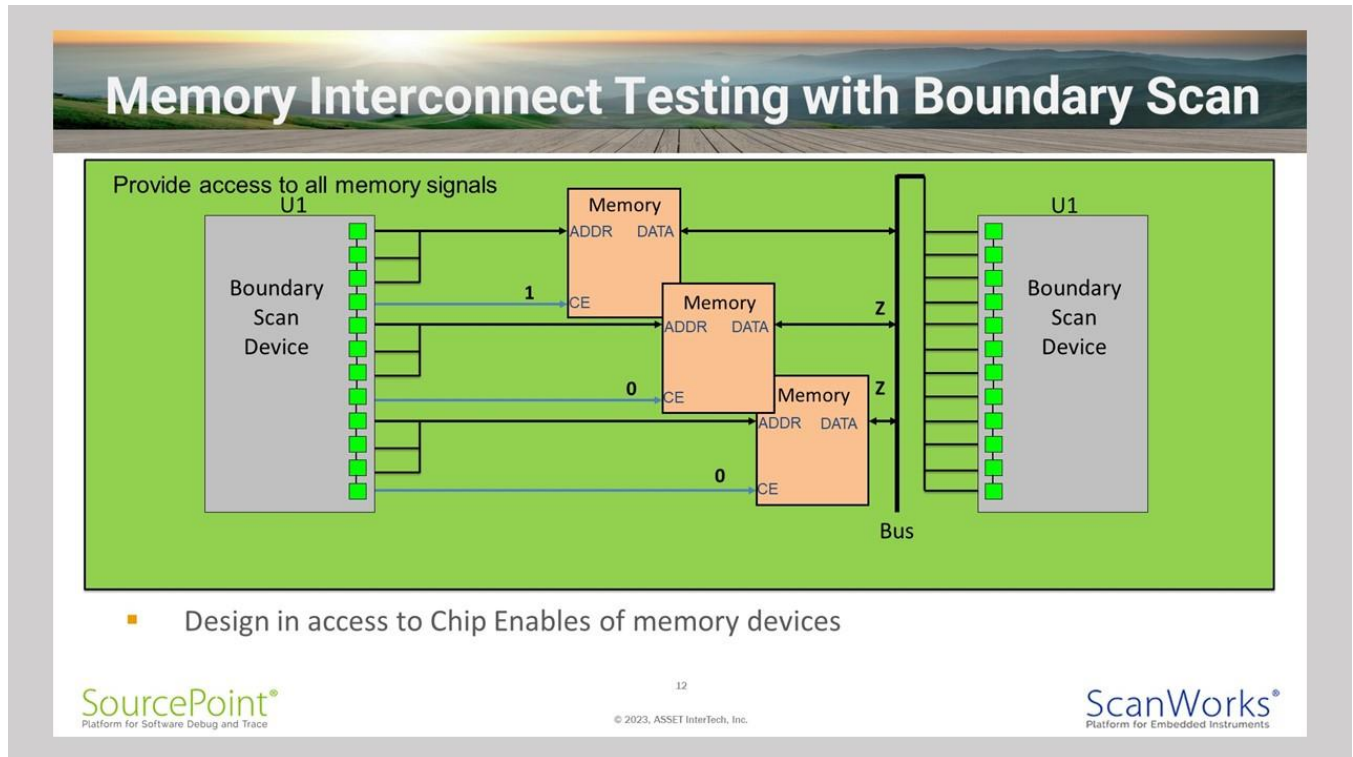 Memory Interconnect Testing with Boundary Scan
Provide access to all memory signals
U1
Boundary
Scan
Device
Memory
ADDR DATA
1
CE
Memory
ADDR DATA
Z
0
CE
Memory
ADDR DATA
Z
0
CE
Bus
U1
Boundary
Scan
Device
▪ Design in access to Chip Enables of memory devices
SourcePoint®
Platform for Software Debug and Trace
12
© 2023, ASSET InterTech, Inc.
ScanWorks®
Platform for Embedded Instruments